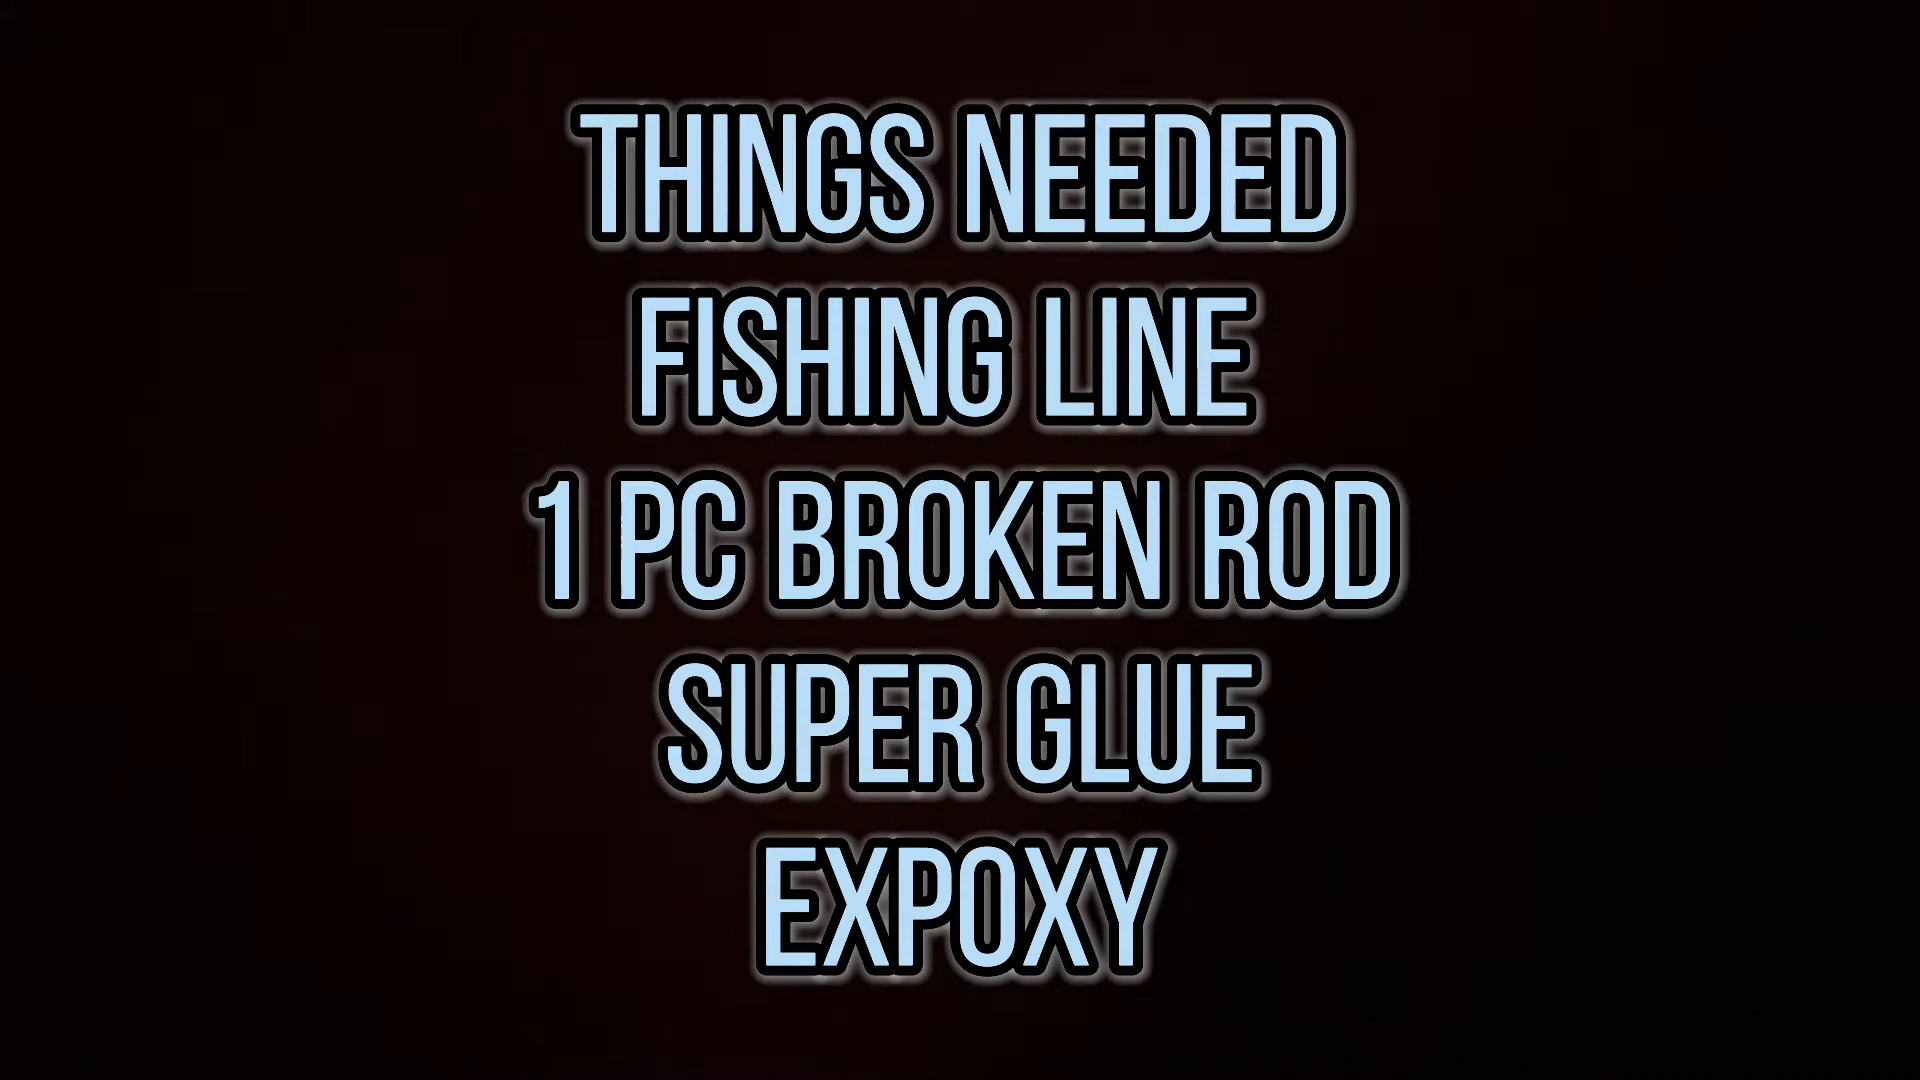 THINGS NEEDED
FISHING LINE
1 PC BROKEN ROD
SUPER GLUE
EXPOXY